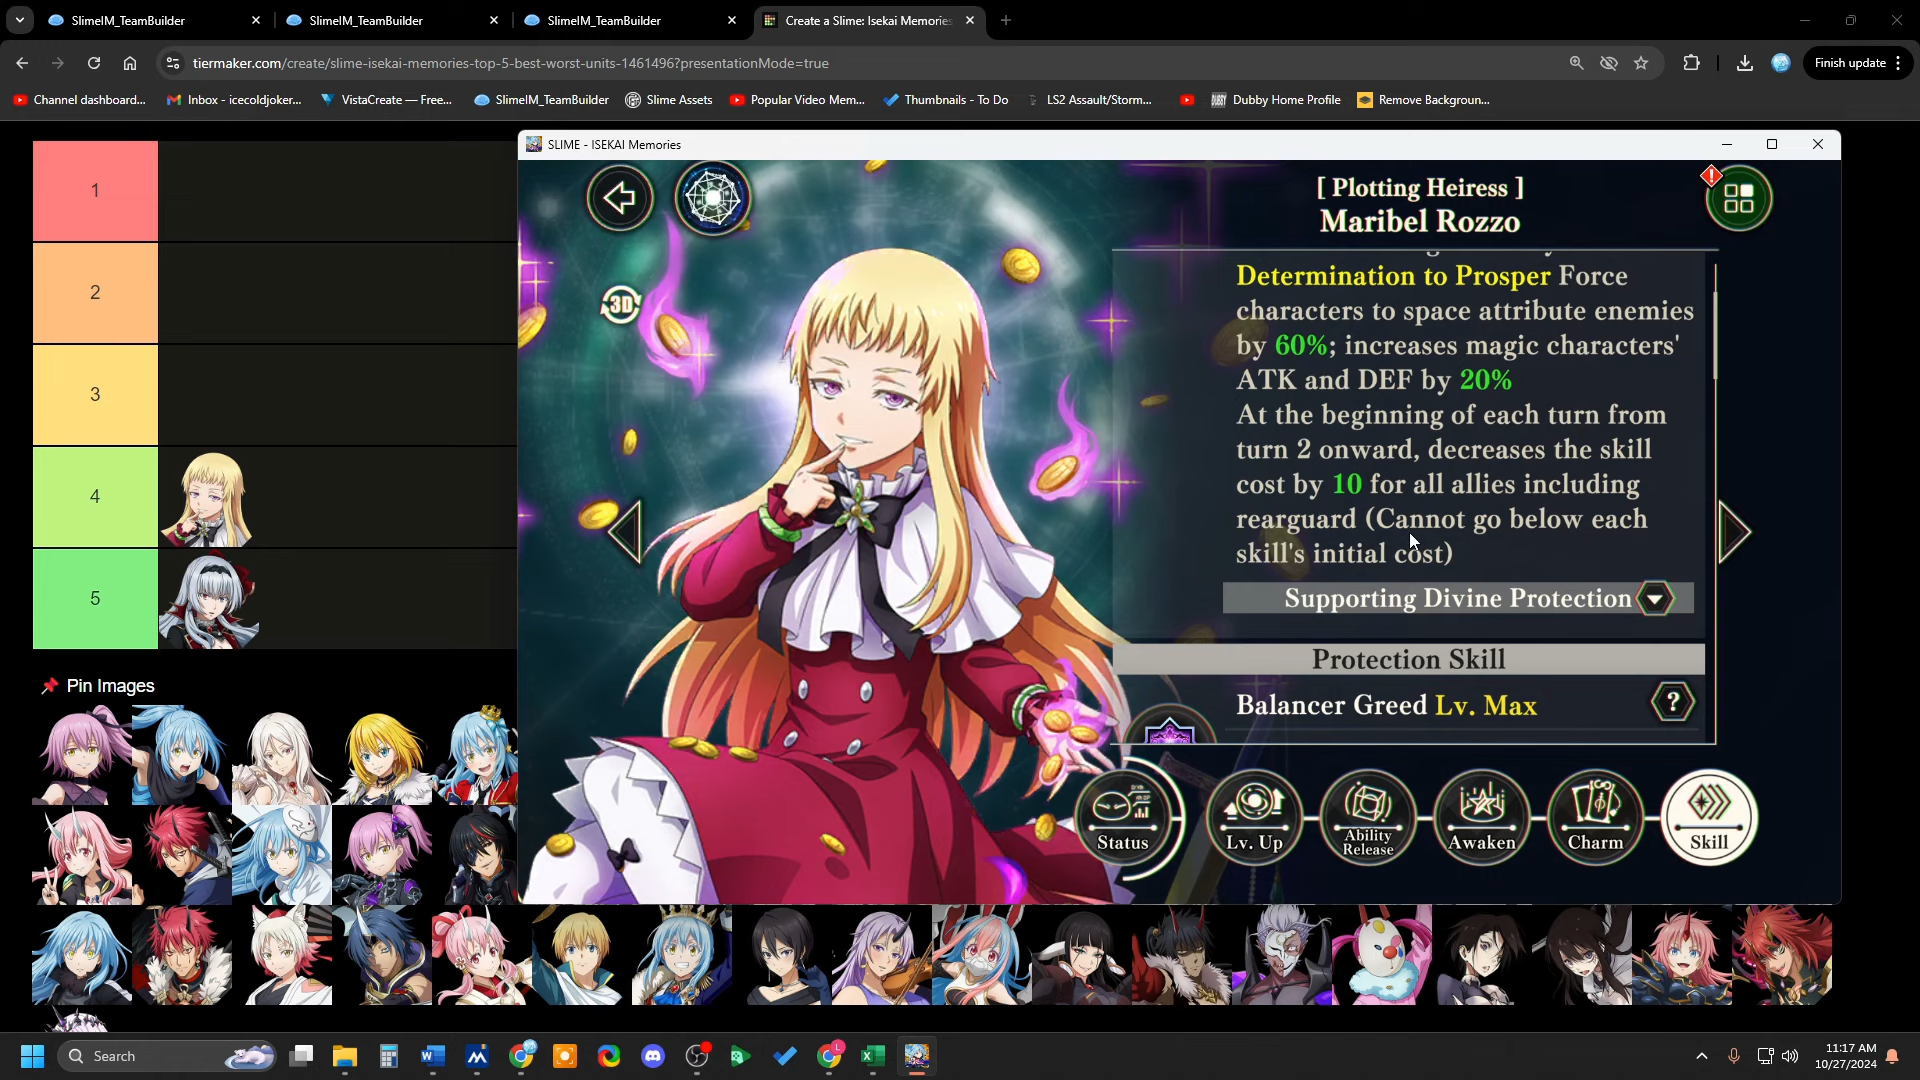 SlimeIM_TeamBuilder
SlimeIM_TeamBuilder
SlimeIM_TeamBuilder
Create a Slime: Isekai Memories
tiermaker.com/create/slime-isekai-memories-top-5-best-worst-units-1461496?presentationMode=true
Finish update
Channel dashboard...
Inbox - icecoldjoker...
VistaCreate — Free...
SlimeIM_TeamBuilder
Slime Assets
Popular Video Mem...
Thumbnails - To Do
LS2 Assault/Storm...
DUBBY
Dubby Home Profile
Remove Backgroun...
1
2
3
4
5
Pin Images
SLIME - ISEKAI Memories
[ Plotting Heiress ]
Maribel Rozzo
3D
Determination to Prosper Force
characters to space attribute enemies
by 60%; increases magic characters'
ATK and DEF by 20%
At the beginning of each turn from
turn 2 onward, decreases the skill
cost by 10 for all allies including
rearguard (Cannot go below each
skill's initial cost)
Supporting Divine Protection
Protection Skill
Balancer Greed Lv. Max
?
Status
Lv. Up
Ability
Release
Awaken
Charm
Skill
Search
11:17 AM
10/27/2024